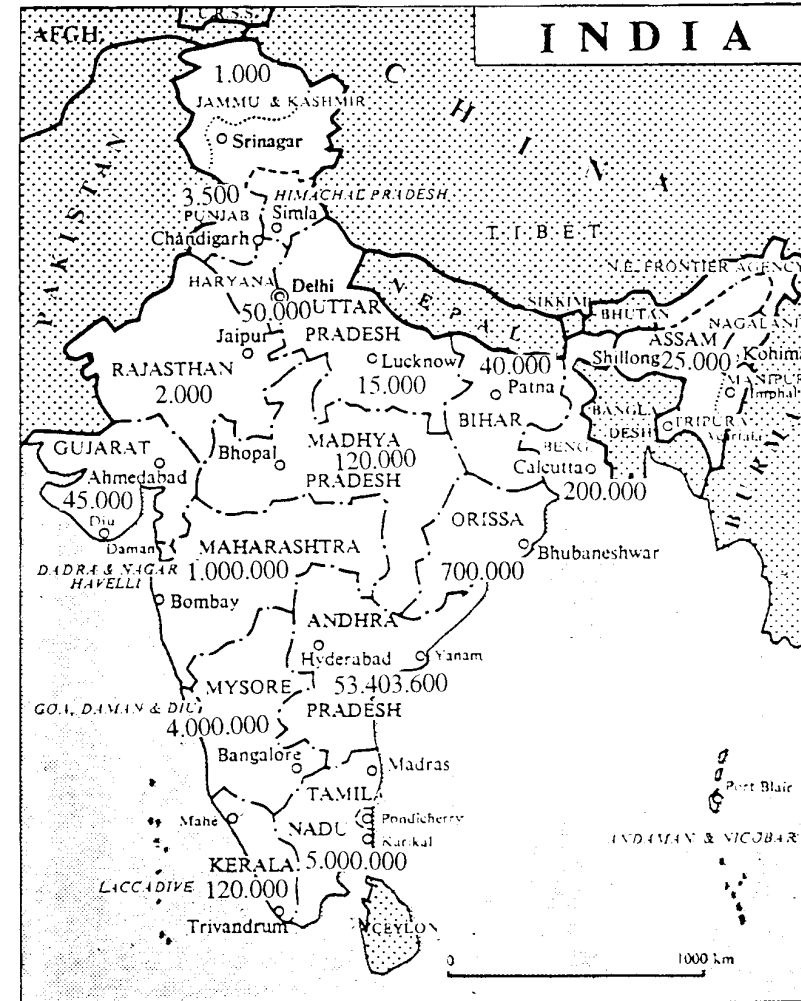 U.R.S.S.
AFGH.
INDIA
1.000
JAMMU & KASHMIR
CHINA
Srinagar
PAKISTAN
3.500
HIMACHAL PRADESH
PUNJAB
Simla
Chandigarh
TIBET
N.E. FRONTIER AGENCY
HARYANA
Delhi
NEPAL
SIKKIM
BHUTAN
50.000
UTTAR
PRADESH
NAGALAND
ASSAM
Jaipur
Lucknow
40.000
Shillong
25.000
Kohima
RAJASTHAN
15.000
Patna
MANIPUR
Imphal
2.000
BIHAR
BANGLA
DESH
TRIPURA
Agartala
GUJARAT
Bhopal
MADHYA
120.000
BENG.
Ahmedabad
PRADESH
Calcutta
200.000
BURMA
45.000
Diu
ORISSA
Daman
MAHARASHTRA
Bhubaneshwar
DADRA & NAGAR
HAVELLI
1.000.000
700.000
Bombay
ANDHRA
Hyderabad
Yanam
MYSORE
53.403.600
GOA, DAMAN & DIU
PRADESH
4.000.000
Bangalore
Madras
TAMIL
Port Blair
Mahé
NADU
Pondicherry
Karikal
ANDAMAN & NICOBAR
KERALA
5.000.000
LACCADIVE
120.000
Trivandrum
CEYLON
0
1000 km